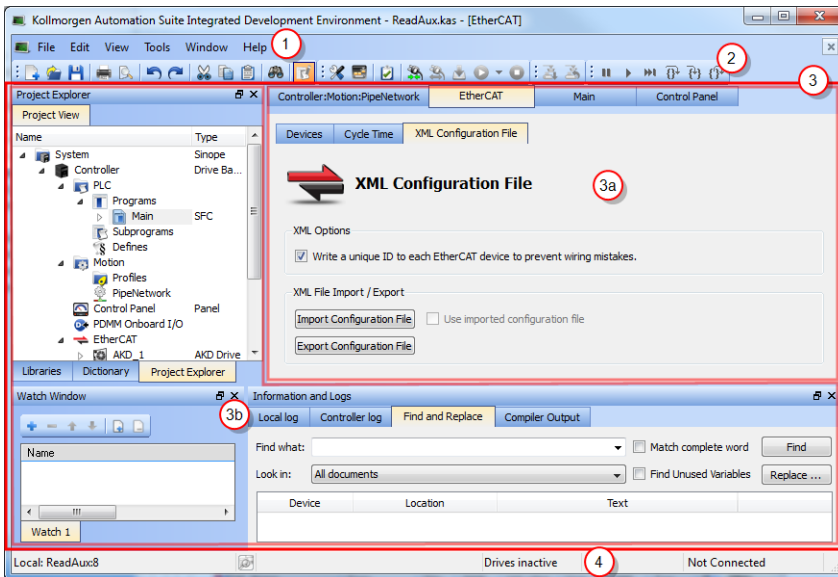 Kollmorgen Automation Suite Integrated Development Environment - ReadAux.kas - [EtherCAT]
File Edit View Tools Window Help 1
2
3
Project Explorer
Project View
Name Type
System Sinope
Controller Drive Ba...
PLC
Programs
Main SFC
Subprograms
Defines
Motion
Profiles
PipeNetwork
Control Panel Panel
PDMM Onboard I/O
EtherCAT
AKD_1 AKD Drive
Libraries Dictionary Project Explorer
Controller:Motion:PipeNetwork EtherCAT Main Control Panel
Devices Cycle Time XML Configuration File
XML Configuration File 3a
XML Options
Write a unique ID to each EtherCAT device to prevent wiring mistakes.
XML File Import / Export
Import Configuration File Use imported configuration file
Export Configuration File
Watch Window
3b
Name
Watch 1
Information and Logs
Local log Controller log Find and Replace Compiler Output
Find what: Match complete word Find
Look in: All documents Find Unused Variables Replace ...
Device Location Text
Local: ReadAux:8 Drives inactive 4 Not Connected